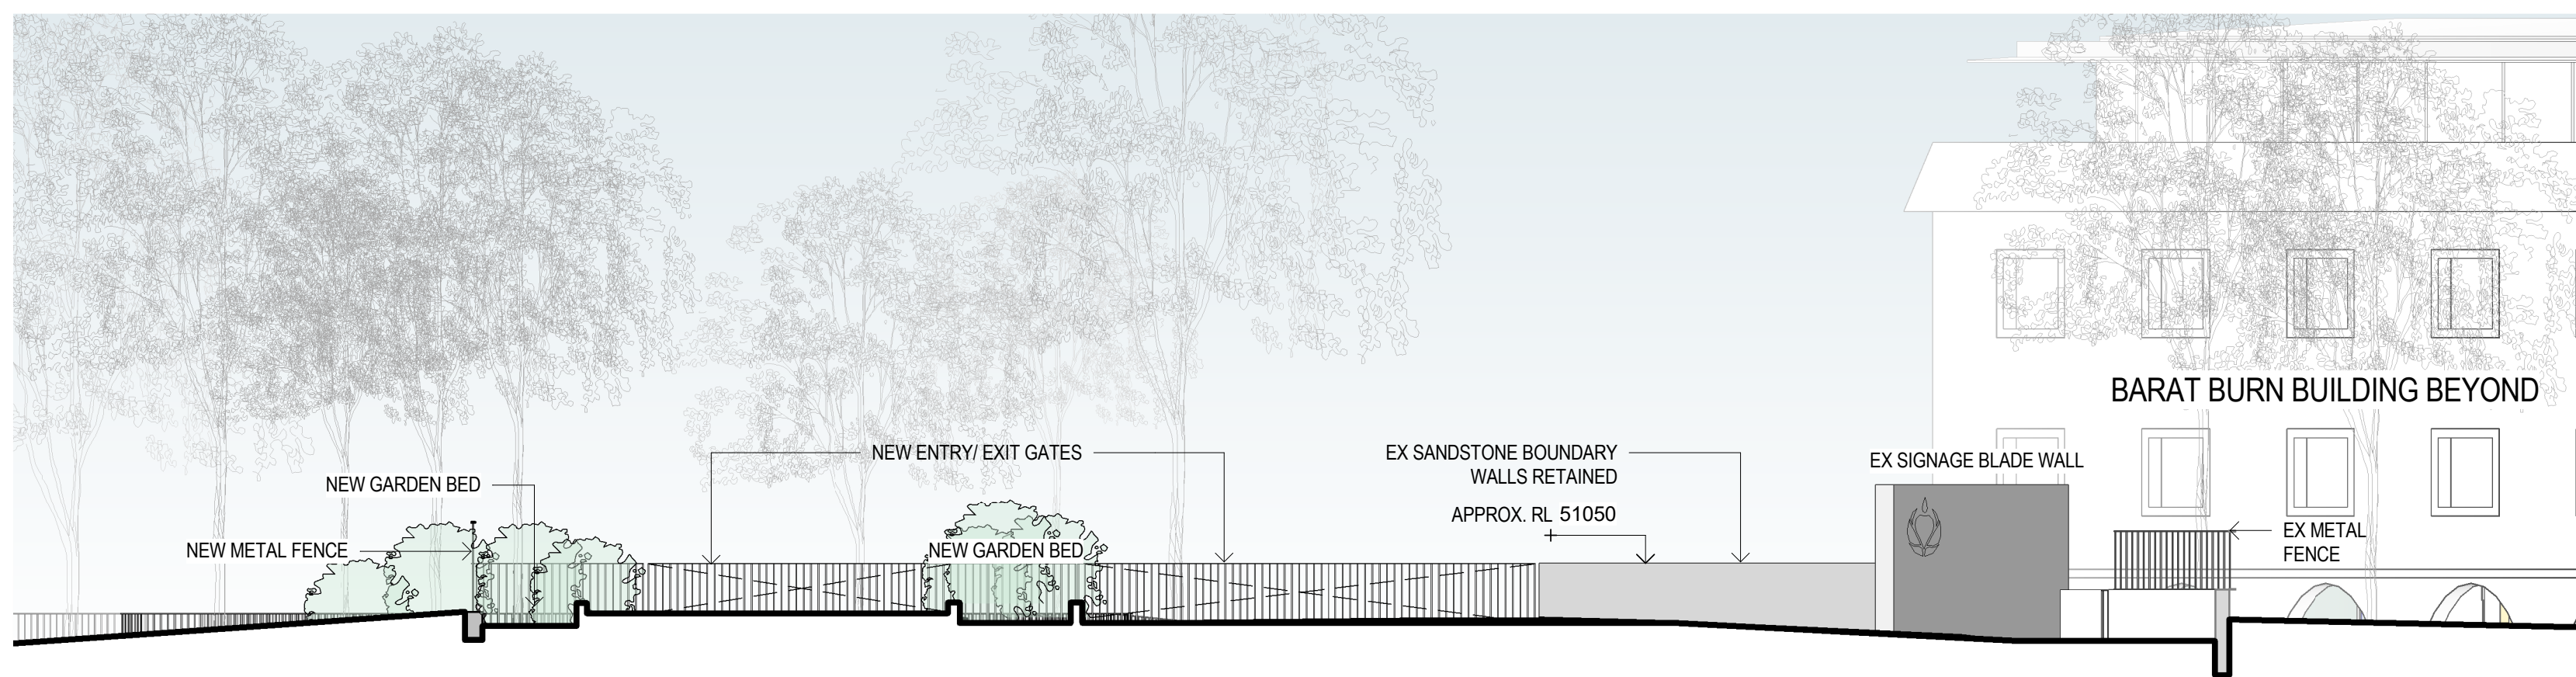 BARAT BURN BUILDING BEYOND
NEW ENTRY/ EXIT GATES
EX SANDSTONE BOUNDARY
WALLS RETAINED
EX SIGNAGE BLADE WALL
NEW GARDEN BED
APPROX. RL 51050
NEW METAL FENCE
NEW GARDEN BED
EX METAL
FENCE